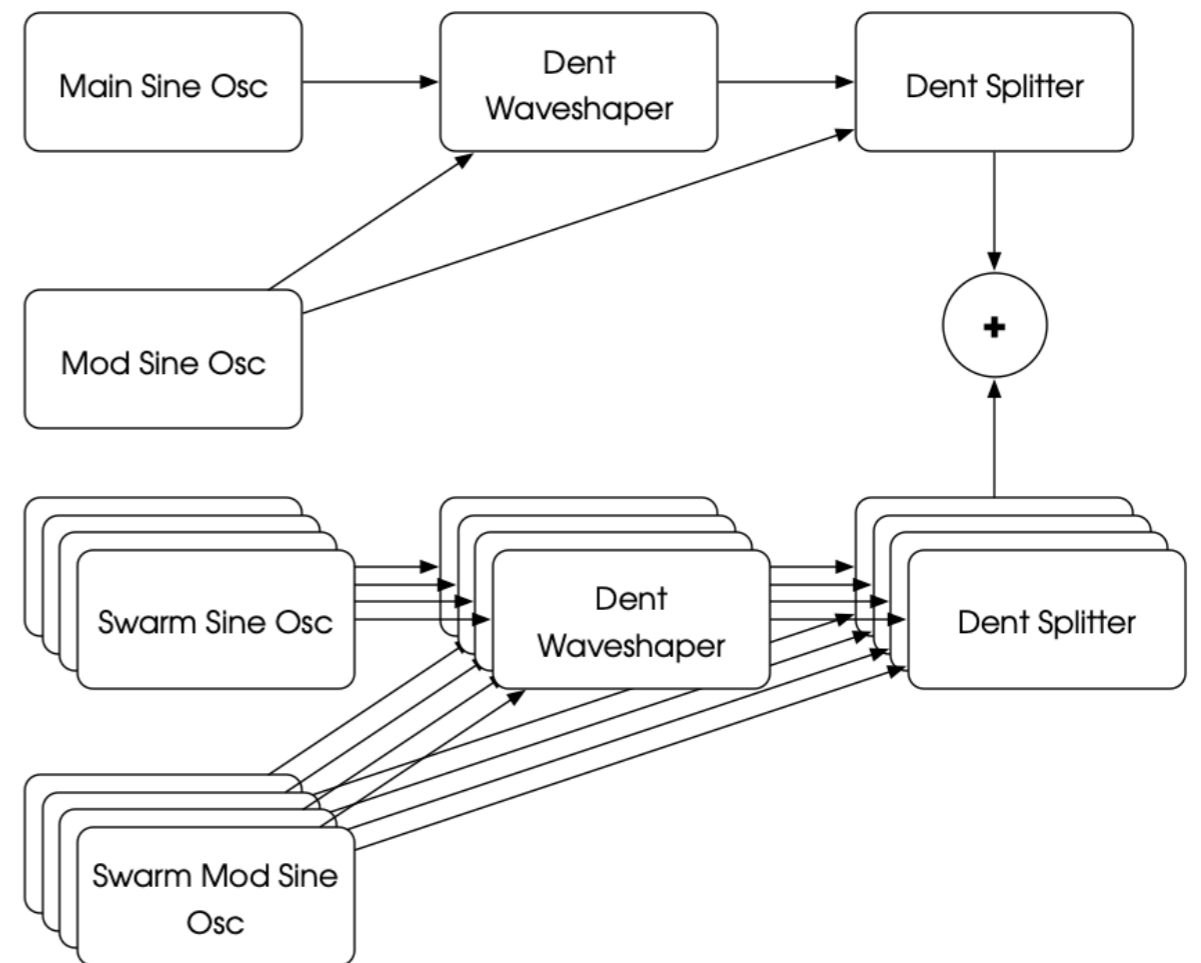 Main Sine Osc
Dent
Waveshaper
Dent Splitter
+
Mod Sine Osc
Swarm Sine Osc
Dent
Waveshaper
Dent Splitter
Swarm Mod Sine
Osc